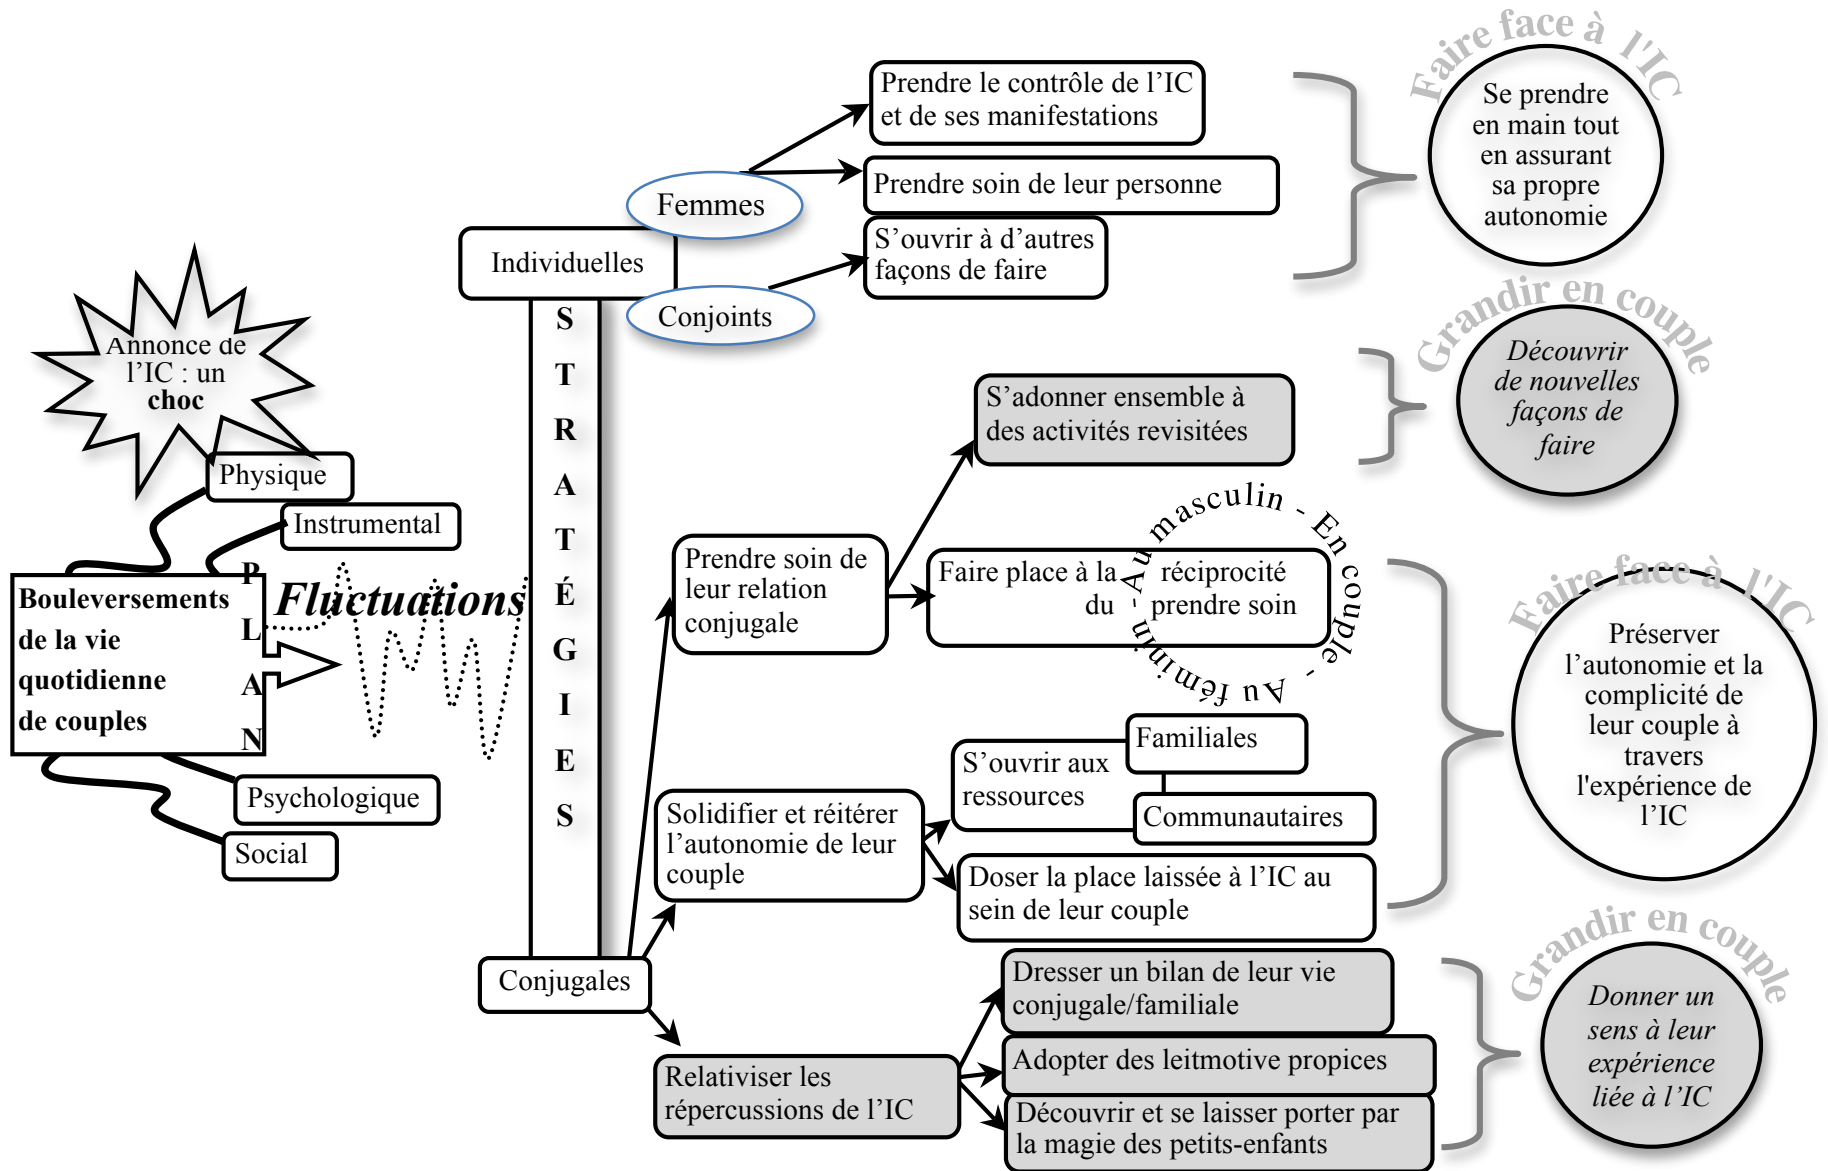 Annonce de
l'IC : un
choc
Physique
Instrumental
Bouleversements
de la vie
quotidienne
de couples
P
L
A
N
Psychologique
Social
Fluctuations
Individuelles
S
T
R
A
T
É
G
I
E
S
Conjugales
Femmes
Conjoints
Prendre le contrôle de l'IC
et de ses manifestations
Prendre soin de leur personne
S'ouvrir à d'autres
façons de faire
Faire face à l'IC
Se prendre
en main tout
en assurant
sa propre
autonomie
Prendre soin de
leur relation
conjugale
S'adonner ensemble à
des activités revisitées
Grandir en couple
Découvrir
de nouvelles
façons de
faire
Faire place à la réciprocité
du prendre soin
Au masculin - En couple - Au féminin -
Solidifier et réitérer
l'autonomie de leur
couple
S'ouvrir aux
ressources
Familiales
Communautaires
Doser la place laissée à l'IC au
sein de leur couple
Faire face à l'IC
Préserver
l'autonomie et la
complicité de
leur couple à
travers
l'expérience de
l'IC
Relativiser les
répercussions de l'IC
Dresser un bilan de leur vie
conjugale/familiale
Adopter des leitmotive propices
Découvrir et se laisser porter par
la magie des petits-enfants
Grandir en couple
Donner un
sens à leur
expérience
liée à l'IC